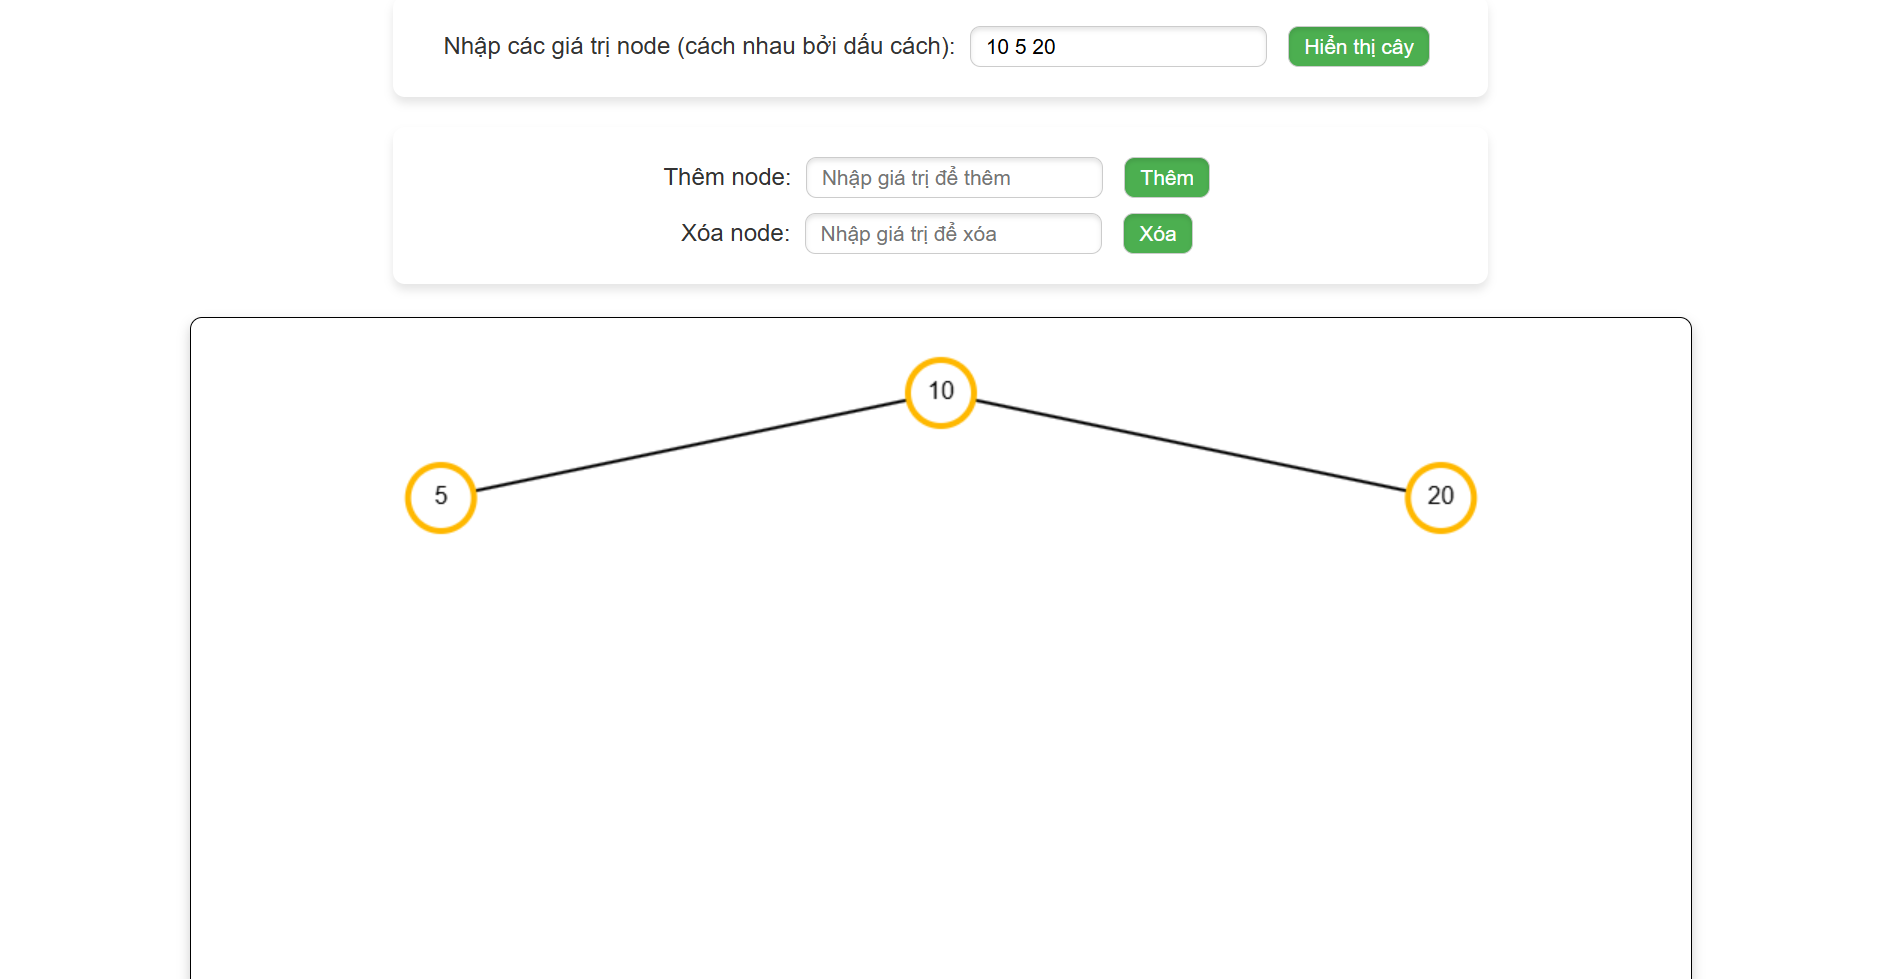 Nhập các giá trị node (cách nhau bởi dấu cách): 10 5 20 Hiển thị cây
Thêm node: Nhập giá trị để thêm Thêm
Xóa node: Nhập giá trị để xóa Xóa
10
5 20